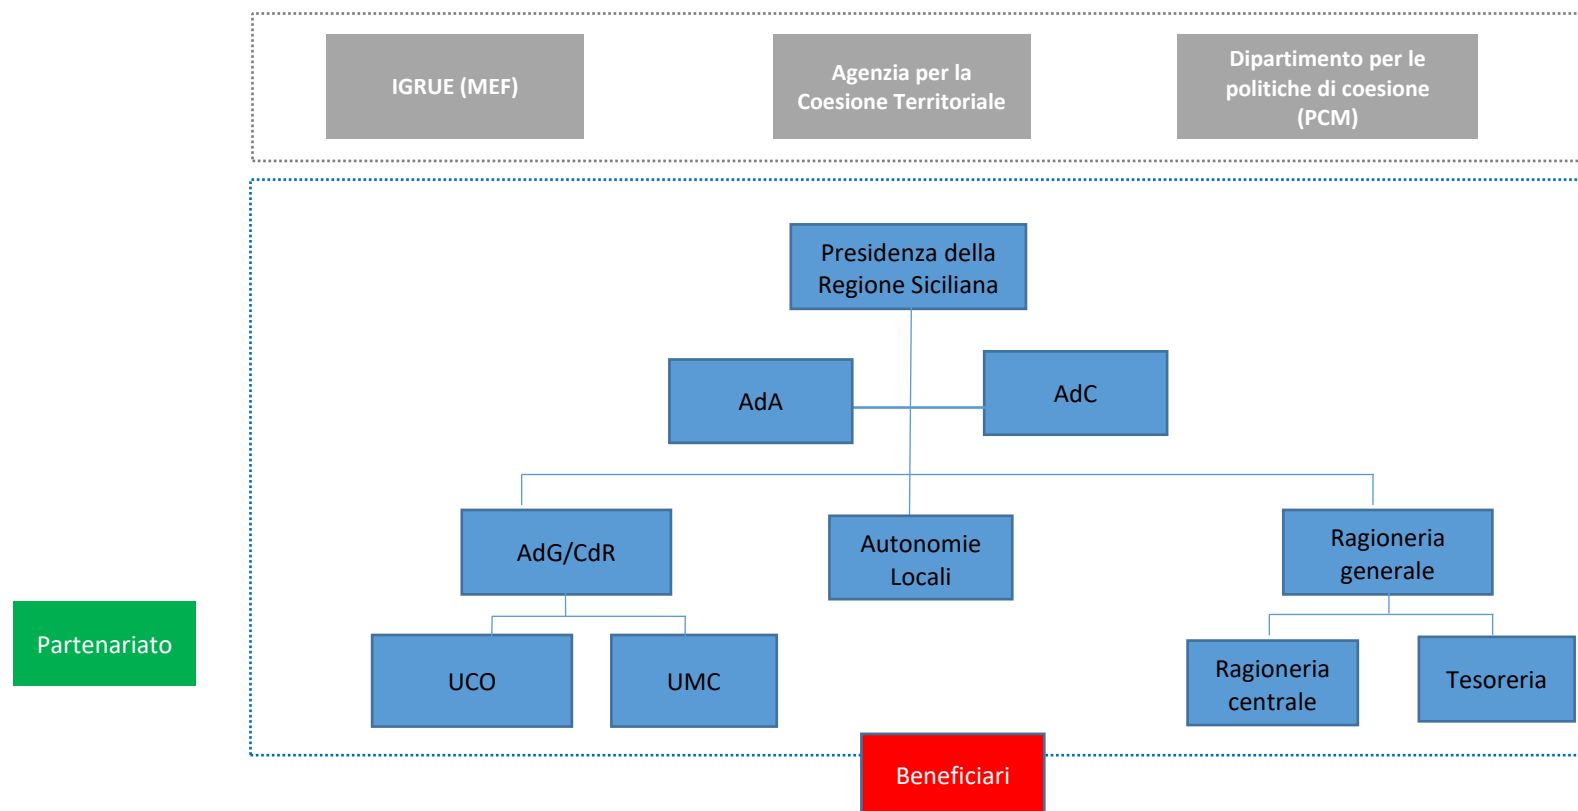 IGRUE (MEF)
Agenzia per la
Coesione Territoriale
Dipartimento per le
politiche di coesione
(PCM)
Presidenza della
Regione Siciliana
AdA
AdC
AdG/CdR
Autonomie
Locali
Ragioneria
generale
Partenariato
UCO
UMC
Ragioneria
centrale
Tesoreria
Beneficiari